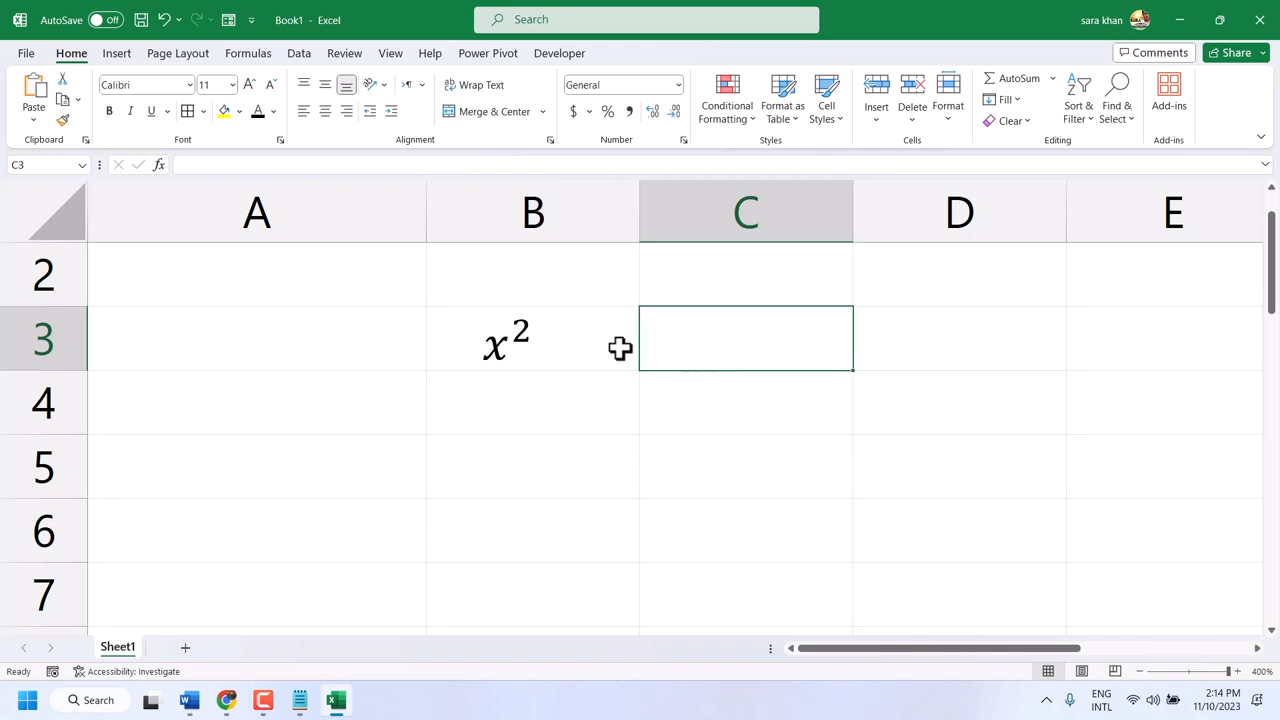 AutoSave Off Book1 - Excel Search sara khan
File Home Insert Page Layout Formulas Data Review View Help Power Pivot Developer Comments Share
Paste Calibri 11 Wrap Text General Conditional Formatting Format as Table Cell Styles Insert Delete Format AutoSum Sort & Filter Find & Select Add-ins
B I U A Merge & Center $ % , Fill
Clear
Clipboard Font Alignment Number Styles Cells Editing Add-ins
C3 fx
A B C D E
2
3 x²
4
5
6
7
Sheet1 +
Ready Accessibility: Investigate 400%
Search ENG INTL 2:14 PM 11/10/2023